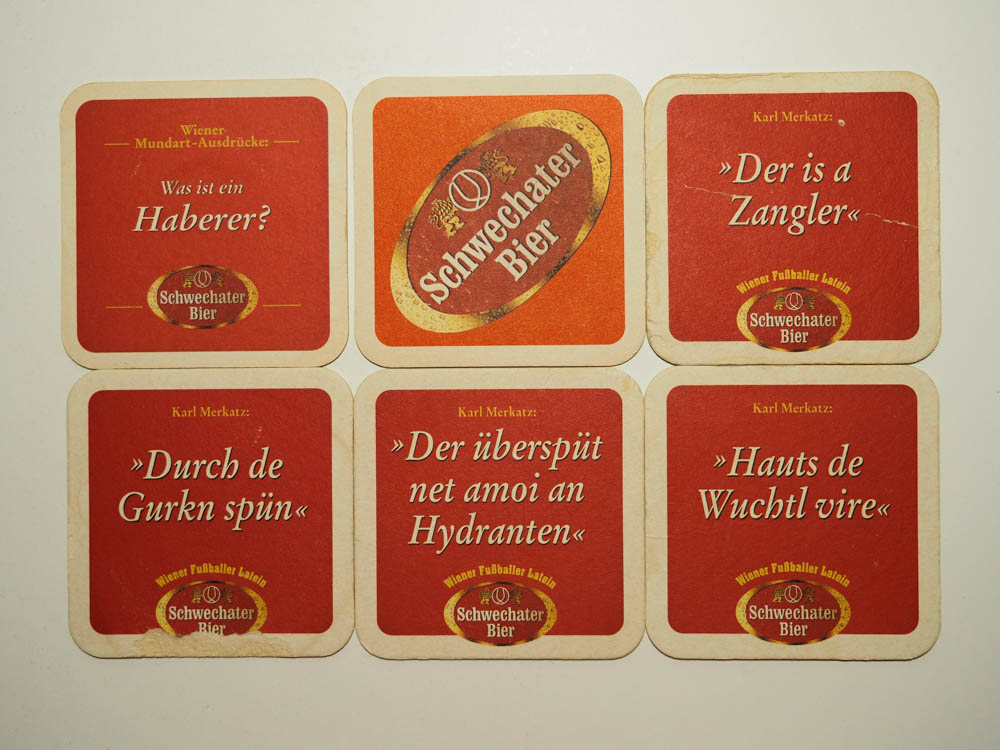 Wiener
Mundart-Ausdrücke:
Was ist ein
Haberer?
Schwechater
Bier
Schwechater
Bier
Karl Merkatz:
»Der is a
Zangler«
Wiener Fußballer Latein
Schwechater
Bier
Karl Merkatz:
»Durch de
Gurkn spün«
Wiener Fußballer Latein
Schwechater
Bier
Karl Merkatz:
»Der überspüt
net amoi an
Hydranten«
Wiener Fußballer Latein
Schwechater
Bier
Karl Merkatz:
»Hauts de
Wuchtl vire«
Wiener Fußballer Latein
Schwechater
Bier